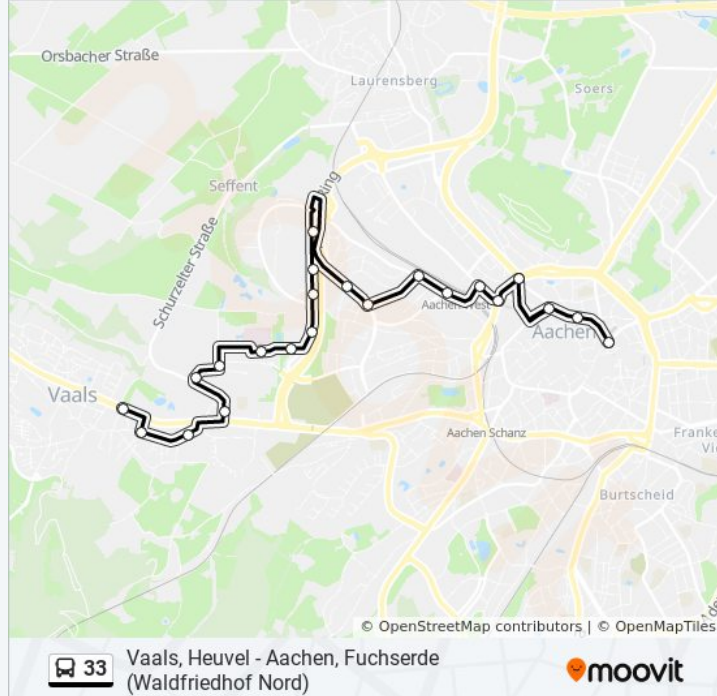 Orsbacher Straße
Laurensberg
Soers
Seffent
ring
Schurzelter Straße
Aachen West
Aachen
Vaals
Aachen Schanz
Burtscheid
© OpenStreetMap contributors | © OpenMapTiles
33
Vaals, Heuvel - Aachen, Fuchserde
(Waldfriedhof Nord)
moovit